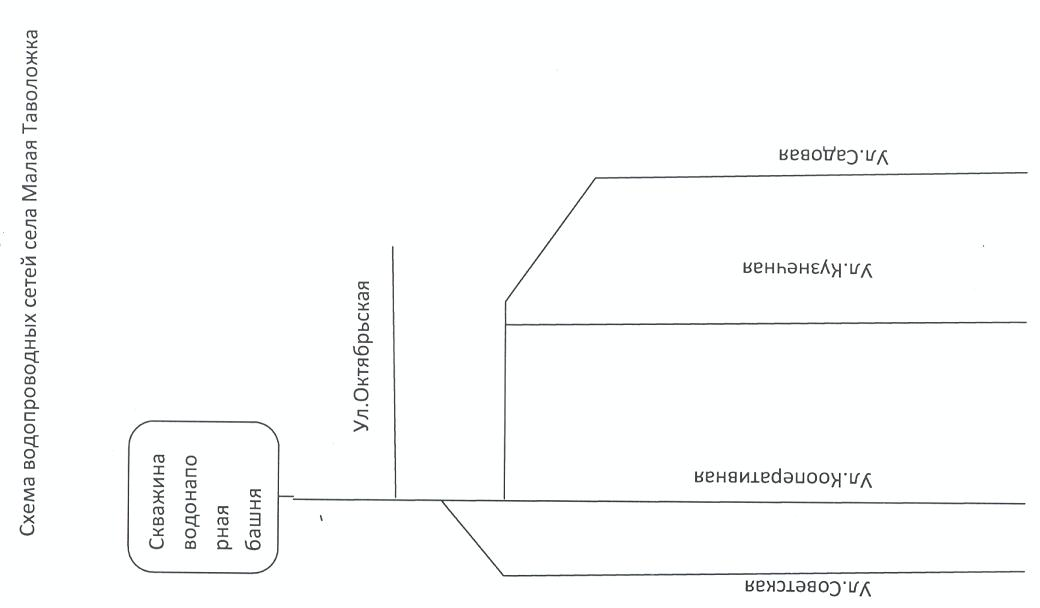 Схема водопроводных сетей села Малая Таволожка
Скважина
водонапо
рная
башня
Ул.Октябрьская
Ул.Садовая
Ул.Кузнечная
Ул.Кооперативная
Ул.Советская